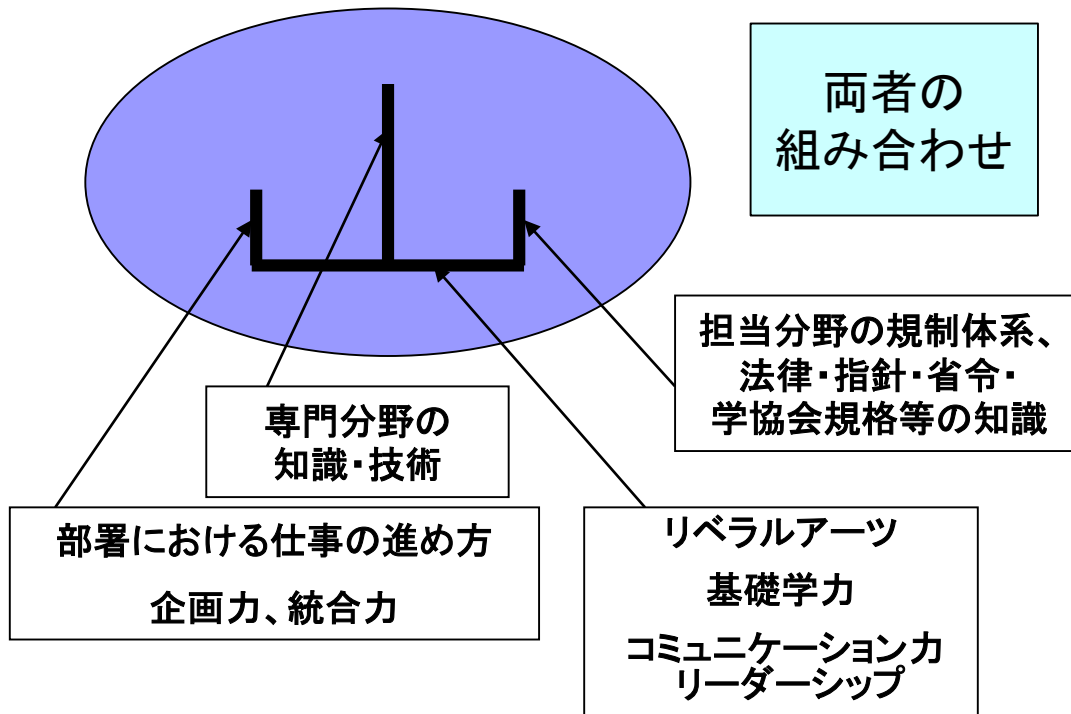 両者の
組み合わせ
担当分野の規制体系、
法律・指針・省令・
学協会規格等の知識
専門分野の
知識・技術
部署における仕事の進め方
企画力、統合力
リベラルアーツ
基礎学力
コミュニケーション力
リーダーシップ